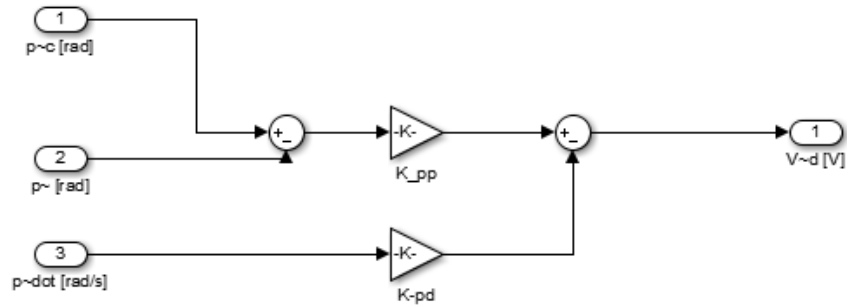 1
p~c [rad]
+
-
-K-
K_pp
+
-
1
V~d [V]
2
p~ [rad]
3
p~dot [rad/s]
-K-
K-pd